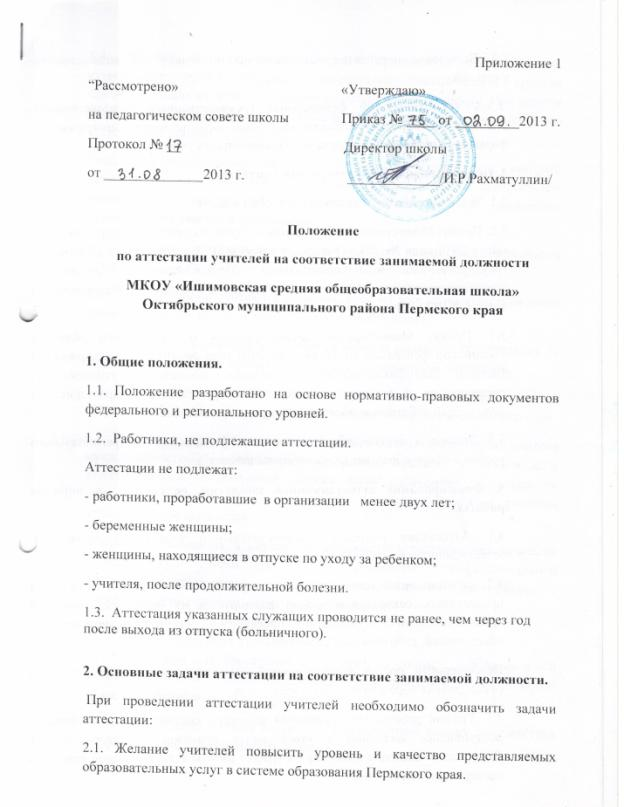 Приложение 1
“Рассмотрено»
«Утверждаю»
на педагогическом совете школы
Приказ № 75 от 02.09. 2013 г.
Протокол № 17
Директор школы
от 31.08 2013 г.
/И.Р.Рахматуллин/
Положение
по аттестации учителей на соответствие занимаемой должности
МКОУ «Ишимовская средняя общеобразовательная школа»
Октябрьского муниципального района Пермского края
1. Общие положения.
1.1. Положение разработано на основе нормативно-правовых документов
федерального и регионального уровней.
1.2. Работники, не подлежащие аттестации.
Аттестации не подлежат:
- работники, проработавшие в организации менее двух лет;
- беременные женщины;
- женщины, находящиеся в отпуске по уходу за ребенком;
- учителя, после продолжительной болезни.
1.3. Аттестация указанных служащих проводится не ранее, чем через год
после выхода из отпуска (больничного).
2. Основные задачи аттестации на соответствие занимаемой должности.
При проведении аттестации учителей необходимо обозначить задачи
аттестации:
2.1. Желание учителей повысить уровень и качество представляемых
образовательных услуг в системе образования Пермского края.